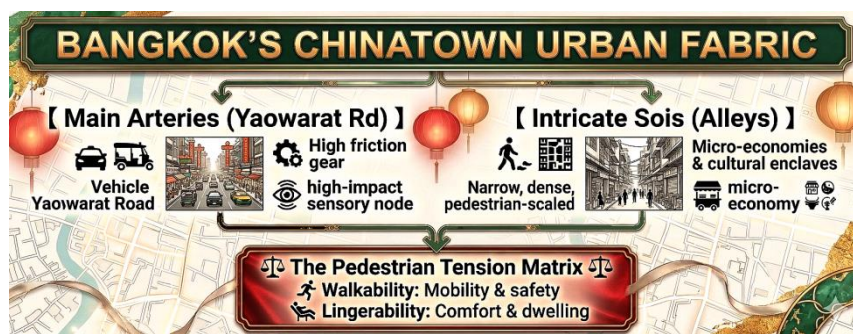 BANGKOK'S CHINATOWN URBAN FABRIC
【 Main Arteries (Yaowarat Rd) 】
Vehicle
Yaowarat Road
High friction
gear
high-impact
sensory node
【 Intricate Sois (Alleys) 】
Narrow, dense,
pedestrian-scaled
Micro-economies
& cultural enclaves
micro-
economy
The Pedestrian Tension Matrix
Walkability: Mobility & safety
Lingerability: Comfort & dwelling